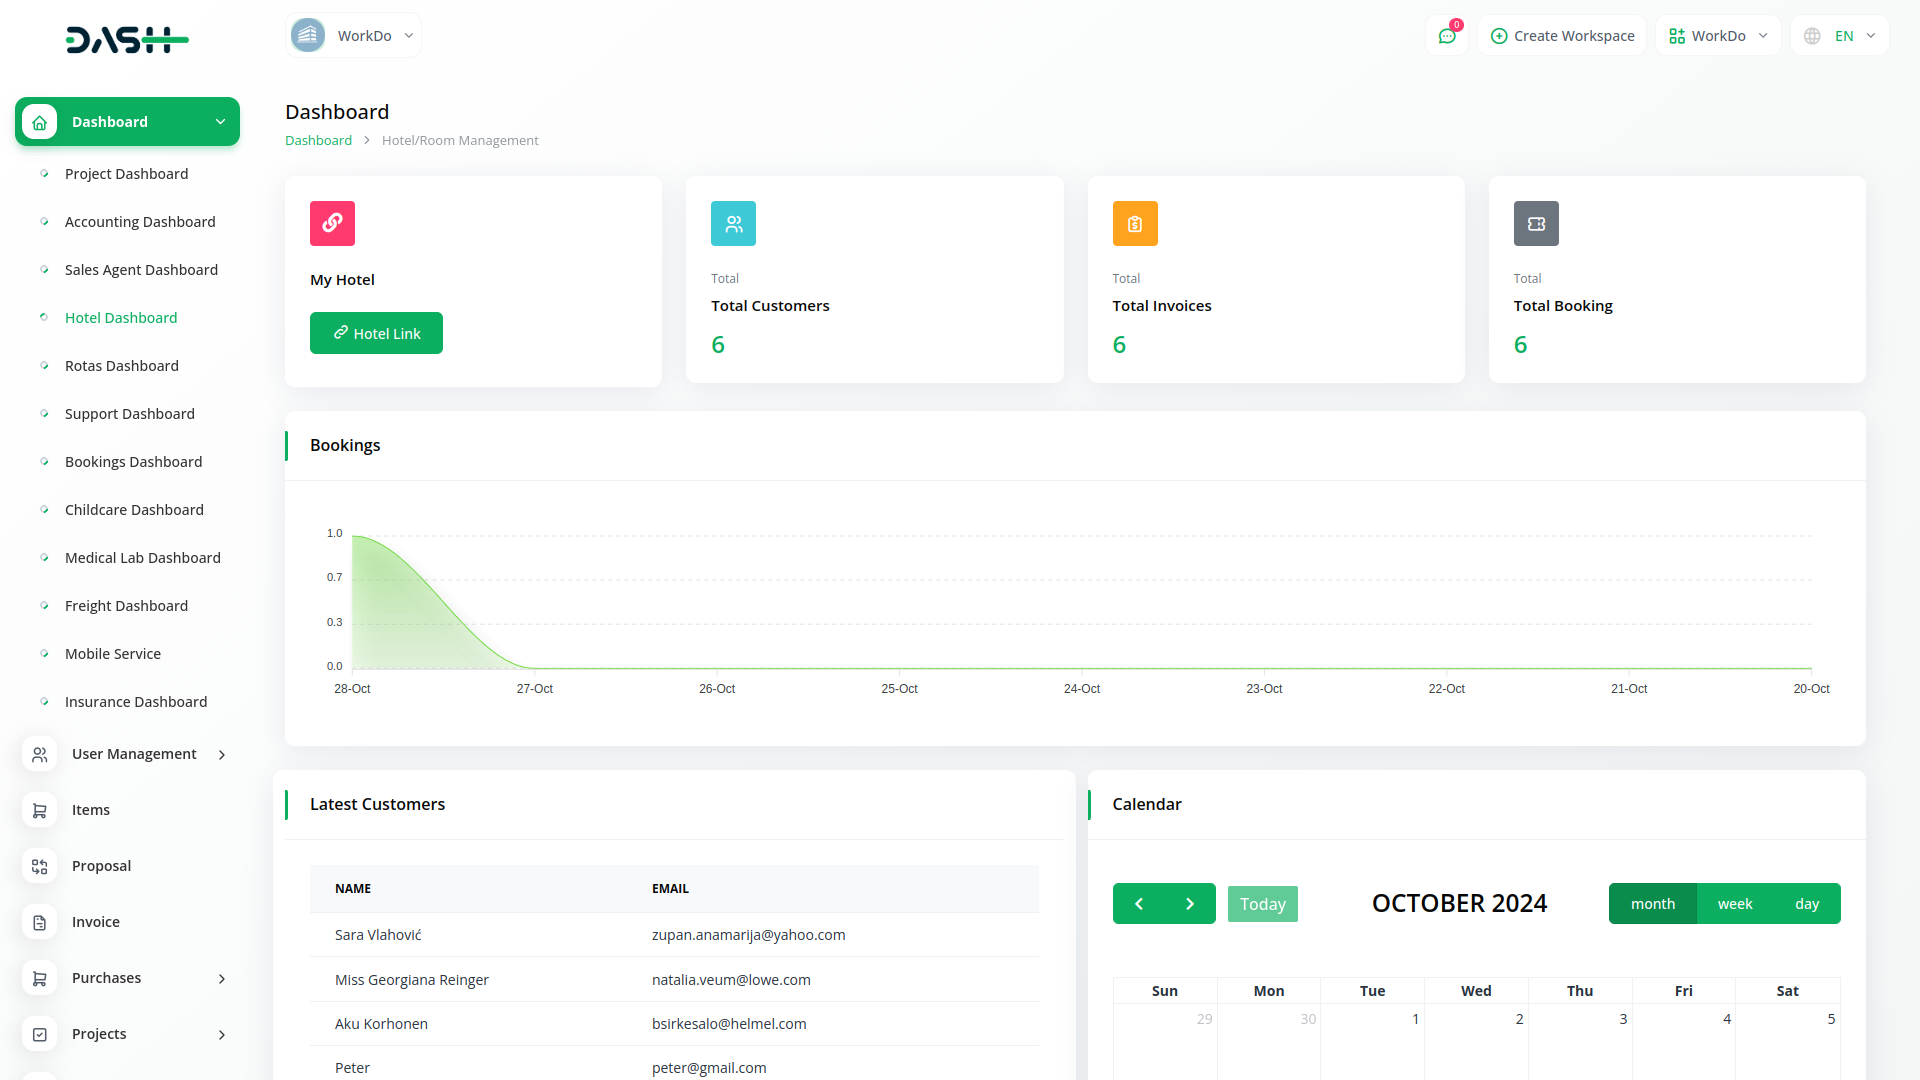 DASH
WorkDo
0
Create Workspace
WorkDo
EN
Dashboard
Project Dashboard
Accounting Dashboard
Sales Agent Dashboard
Hotel Dashboard
Rotas Dashboard
Support Dashboard
Bookings Dashboard
Childcare Dashboard
Medical Lab Dashboard
Freight Dashboard
Mobile Service
Insurance Dashboard
User Management
Items
Proposal
Invoice
Purchases
Projects
Dashboard
Dashboard > Hotel/Room Management
My Hotel
Hotel Link
Total
Total Customers
6
Total
Total Invoices
6
Total
Total Booking
6
Bookings
1.0
0.7
0.3
0.0
28-Oct 27-Oct 26-Oct 25-Oct 24-Oct 23-Oct 22-Oct 21-Oct 20-Oct
Latest Customers
NAME EMAIL
Sara Vlahović zupan.anamarija@yahoo.com
Miss Georgiana Reinger natalia.veum@lowe.com
Aku Korhonen bsirkesalo@helmel.com
Peter peter@gmail.com
Calendar
Today
OCTOBER 2024
month week day
Sun Mon Tue Wed Thu Fri Sat
29 30 1 2 3 4 5